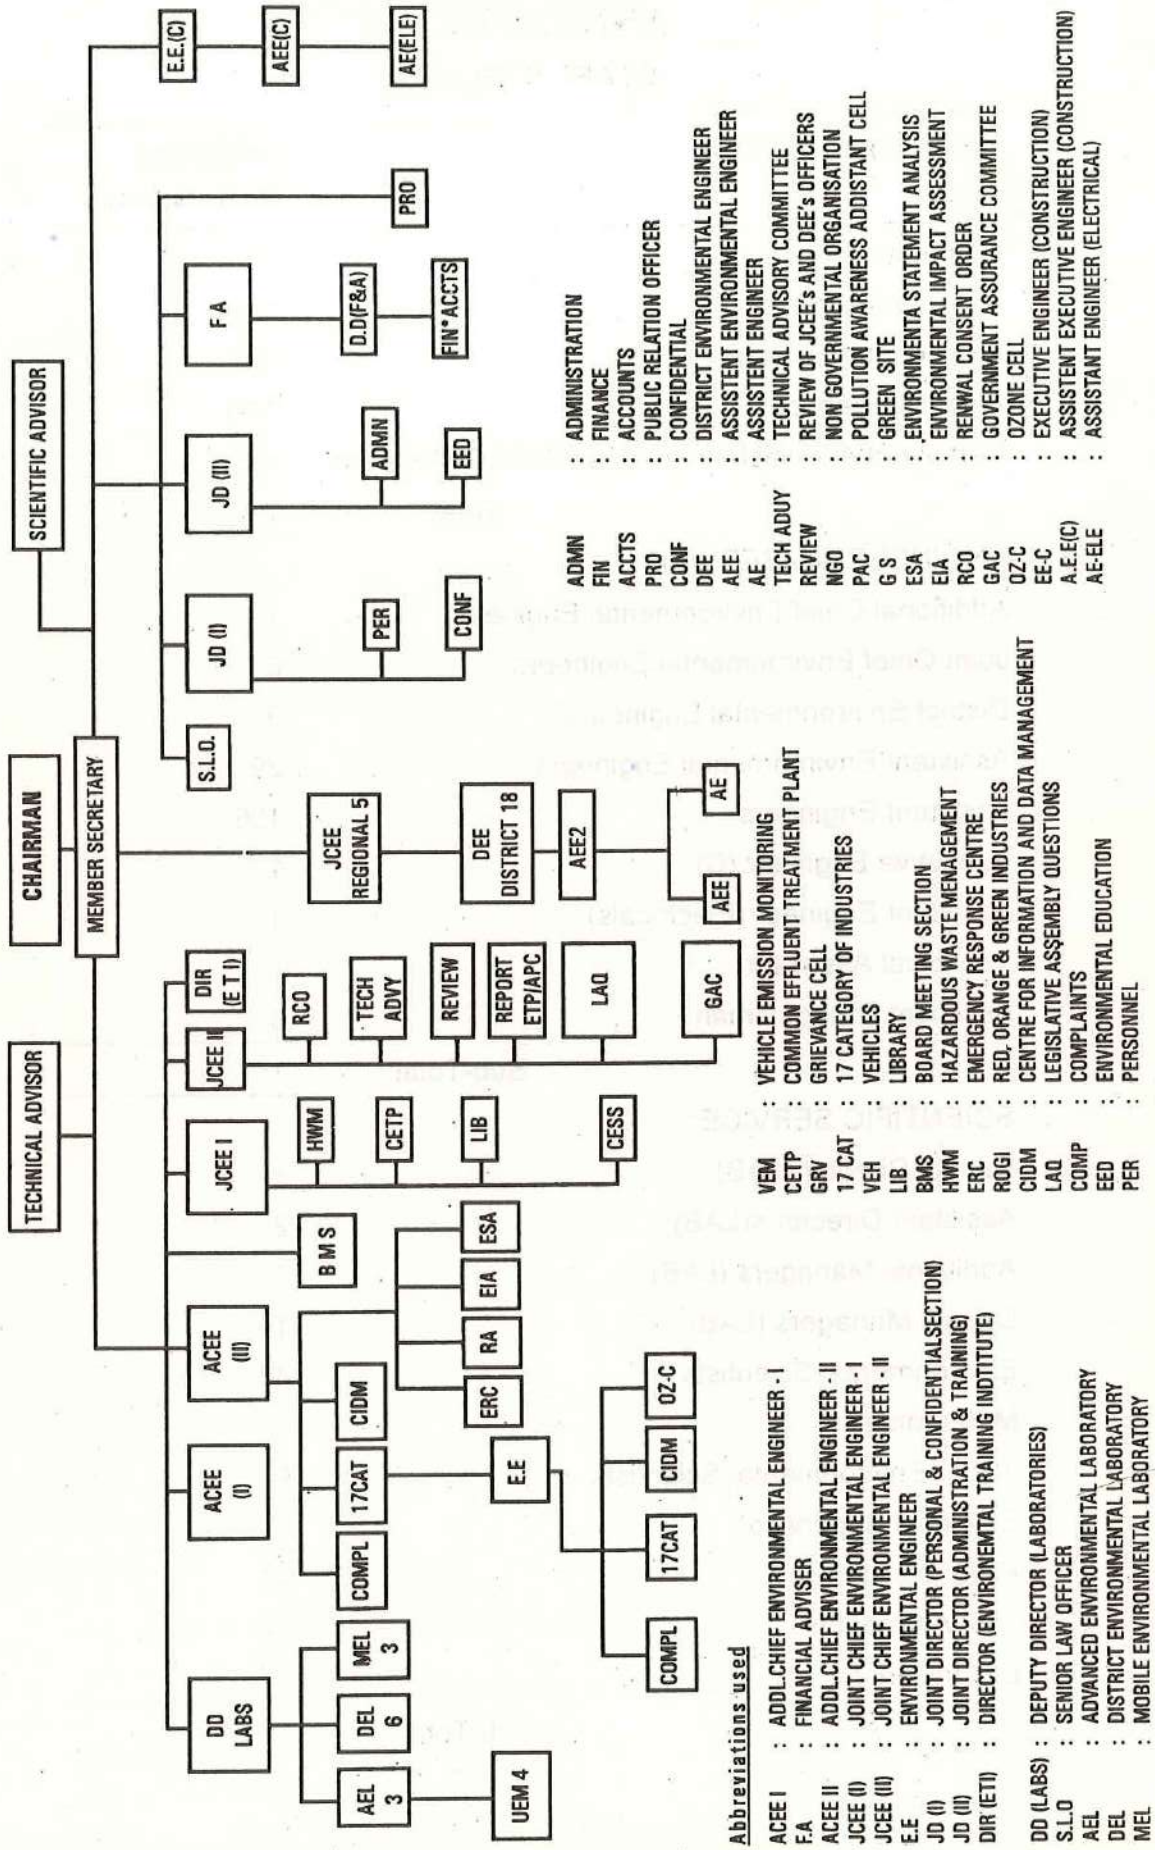 CHAIRMAN
TECHNICAL ADVISOR
SCIENTIFIC ADVISOR
MEMBER SECRETARY
DD
LABS
ACEE
(I)
ACEE
(II)
B M S
JCEE I
JCEE II
DIR
(E T I)
AEL
3
DEL
6
MEL
3
UEM 4
COMPL
17CAT
CIDM
ERC
RA
EIA
ESA
E.E
COMPL
17CAT
CIDM
OZ-C
HWM
CETP
LIB
CESS
RCO
TECH
ADVY
REVIEW
REPORT
ETP/APC
LAQ
GAC
JCEE
REGIONAL 5
DEE
DISTRICT 18
AEE2
AEE
AE
S.L.O.
JD (I)
PER
CONF
JD (II)
ADMN
EED
F A
D.D(F&A)
FIN*ACCTS
PRO
E.E.(C)
AEE(C)
AE(ELE)
Abbreviations used
ACEE I : ADDL.CHIEF ENVIRONMENTAL ENGINEER - I
F.A : FINANCIAL ADVISER
ACEE II : ADDL.CHIEF ENVIRONMENTAL ENGINEER - II
JCEE (I) : JOINT CHIEF ENVIRONMENTAL ENGINEER - I
JCEE (II) : JOINT CHIEF ENVIRONMENTAL ENGINEER - II
E.E : ENVIRONMENTAL ENGINEER
JD (I) : JOINT DIRECTOR (PERSONAL & CONFIDENTIALSECTION)
JD (II) : JOINT DIRECTOR (ADMINISTRATION & TRAINING)
DIR (ETI) : DIRECTOR (ENVIRONEMTAL TRAINING INDTITUTE)
DD (LABS) : DEPUTY DIRECTOR (LABORATORIES)
S.L.O : SENIOR LAW OFFICER
AEL : ADVANCED ENVIRONMENTAL LABORATORY
DEL : DISTRICT ENVIRONMENTAL LABORATORY
MEL : MOBILE ENVIRONMENTAL LABORATORY
VEM : VEHICLE EMISSION MONITORING
CETP : COMMON EFFLUENT TREATMENT PLANT
GRV : GRIEVANCE CELL
17 CAT : 17 CATEGORY OF INDUSTRIES
VEH : VEHICLES
LIB : LIBRARY
BMS : BOARD MEETING SECTION
HWM : HAZARDOUS WASTE MENAGEMENT
ERC : EMERGENCY RESPONSE CENTRE
ROGI : RED, ORANGE & GREEN INDUSTRIES
CIDM : CENTRE FOR INFORMATION AND DATA MANAGEMENT
LAQ : LEGISLATIVE ASSEMBLY QUESTIONS
COMP : COMPLAINTS
EED : ENVIRONMENTAL EDUCATION
PER : PERSONNEL
ADMN : ADMINISTRATION
FIN : FINANCE
ACCTS : ACCOUNTS
PRO : PUBLIC RELATION OFFICER
CONF : CONFIDENTIAL
DEE : DISTRICT ENVIRONMENTAL ENGINEER
AEE : ASSISTENT ENVIRONMENTAL ENGINEER
AE : ASSISTENT ENGINEER
TECH ADUY : TECHNICAL ADVISORY COMMITTEE
REVIEW : REVIEW OF JCEE's AND DEE's OFFICERS
NGO : NON GOVERNMENTAL ORGANISATION
PAC : POLLUTION AWARENESS ADDISTANT CELL
G S : GREEN SITE
ESA : ENVIRONMENTA STATEMENT ANALYSIS
EIA : ENVIRONMENTAL IMPACT ASSESSMENT
RCO : RENWAL CONSENT ORDER
GAC : GOVERNMENT ASSURANCE COMMITTEE
OZ-C : OZONE CELL
EE-C : EXECUTIVE ENGINEER (CONSTRUCTION)
A.E.E(C) : ASSISTENT EXECUTIVE ENGINEER (CONSTRUCTION)
AE-ELE : ASSISTANT ENGINEER (ELECTRICAL)